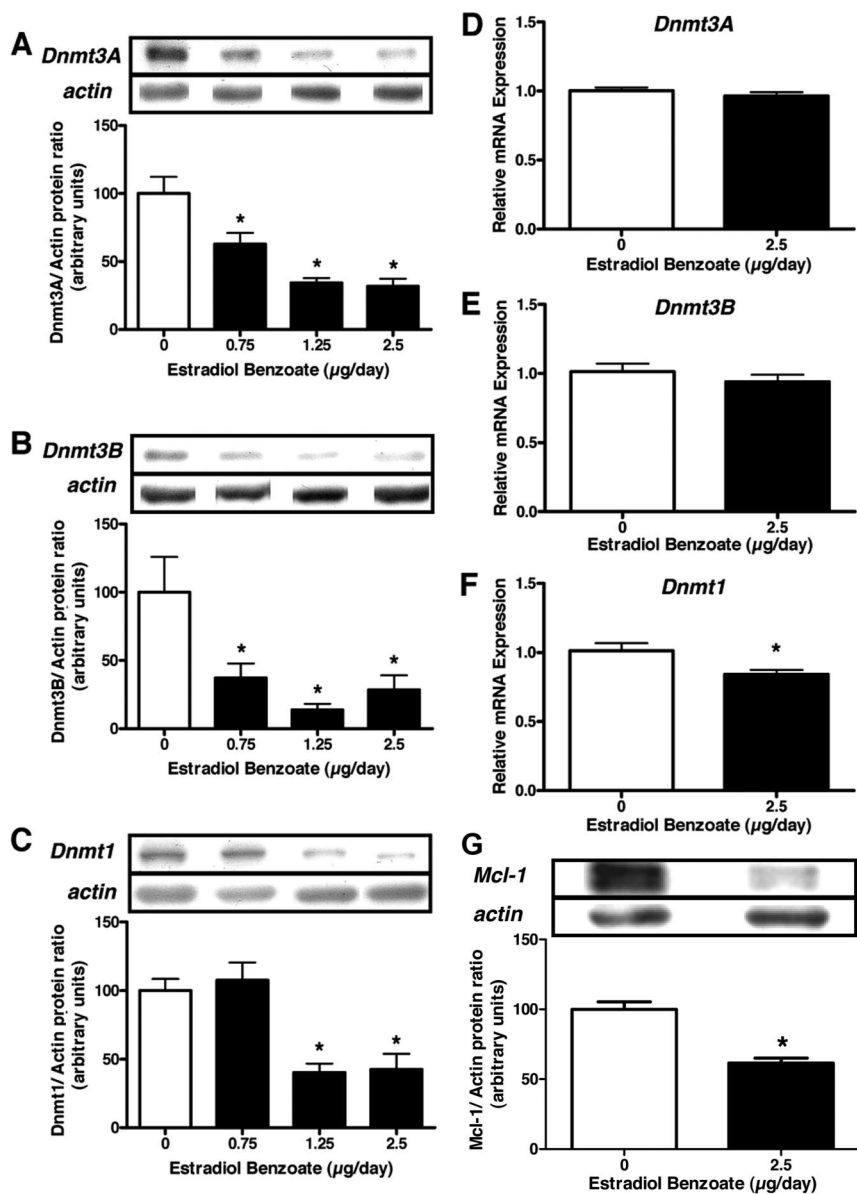 A
Dnmt3A
actin
Dnmt3A/ Actin protein ratio
(arbitrary units)
150
100
50
0
0 0.75 1.25 2.5
* * *
Estradiol Benzoate (µg/day)
B
Dnmt3B
actin
Dnmt3B/ Actin protein ratio
(arbitrary units)
150
100
50
0
0 0.75 1.25 2.5
* * *
Estradiol Benzoate (µg/day)
C
Dnmt1
actin
Dnmt1/ Actin protein ratio
(arbitrary units)
150
100
50
0
0 0.75 1.25 2.5
* *
Estradiol Benzoate (µg/day)
D
Dnmt3A
Relative mRNA Expression
1.5
1.0
0.5
0.0
0 2.5
Estradiol Benzoate (µg/day)
E
Dnmt3B
Relative mRNA Expression
1.5
1.0
0.5
0.0
0 2.5
Estradiol Benzoate (µg/day)
F
Dnmt1
Relative mRNA Expression
1.5
1.0
0.5
0.0
*
0 2.5
Estradiol Benzoate (µg/day)
G
Mcl-1
actin
Mcl-1/ Actin protein ratio
(arbitrary units)
150
100
50
0
*
0 2.5
Estradiol Benzoate (µg/day)